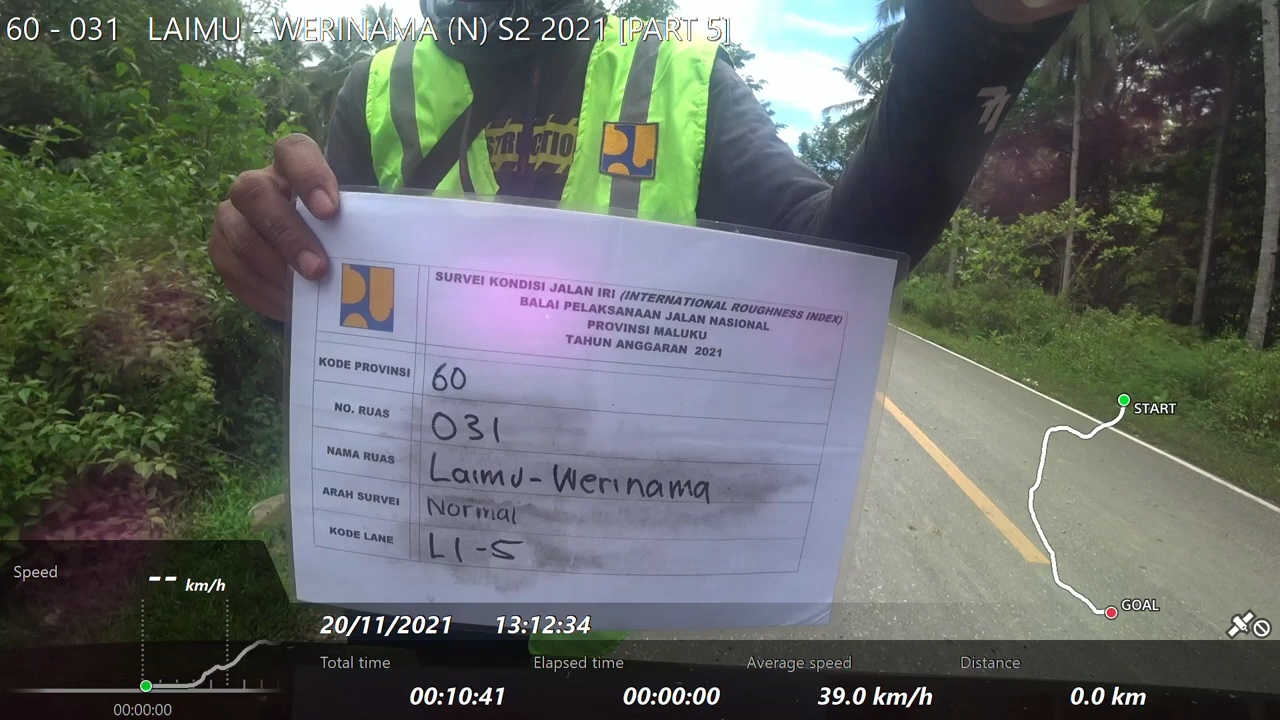 60 - 031 LAIMU - WERINAMA (N) S2 2021 [PART 5]
SURVEI KONDISI JALAN IRI (INTERNATIONAL ROUGHNESS INDEX)
BALAI PELAKSANAAN JALAN NASIONAL
PROVINSI MALUKU
TAHUN ANGGARAN 2021
KODE PROVINSI 60
NO. RUAS 031
NAMA RUAS Laimu - Werinama
ARAH SURVEI Normal
KODE LANE L1-5
START
GOAL
Speed
-- km/h
00:00:00
20/11/2021 13:12:34
Total time Elapsed time Average speed Distance
00:10:41 00:00:00 39.0 km/h 0.0 km